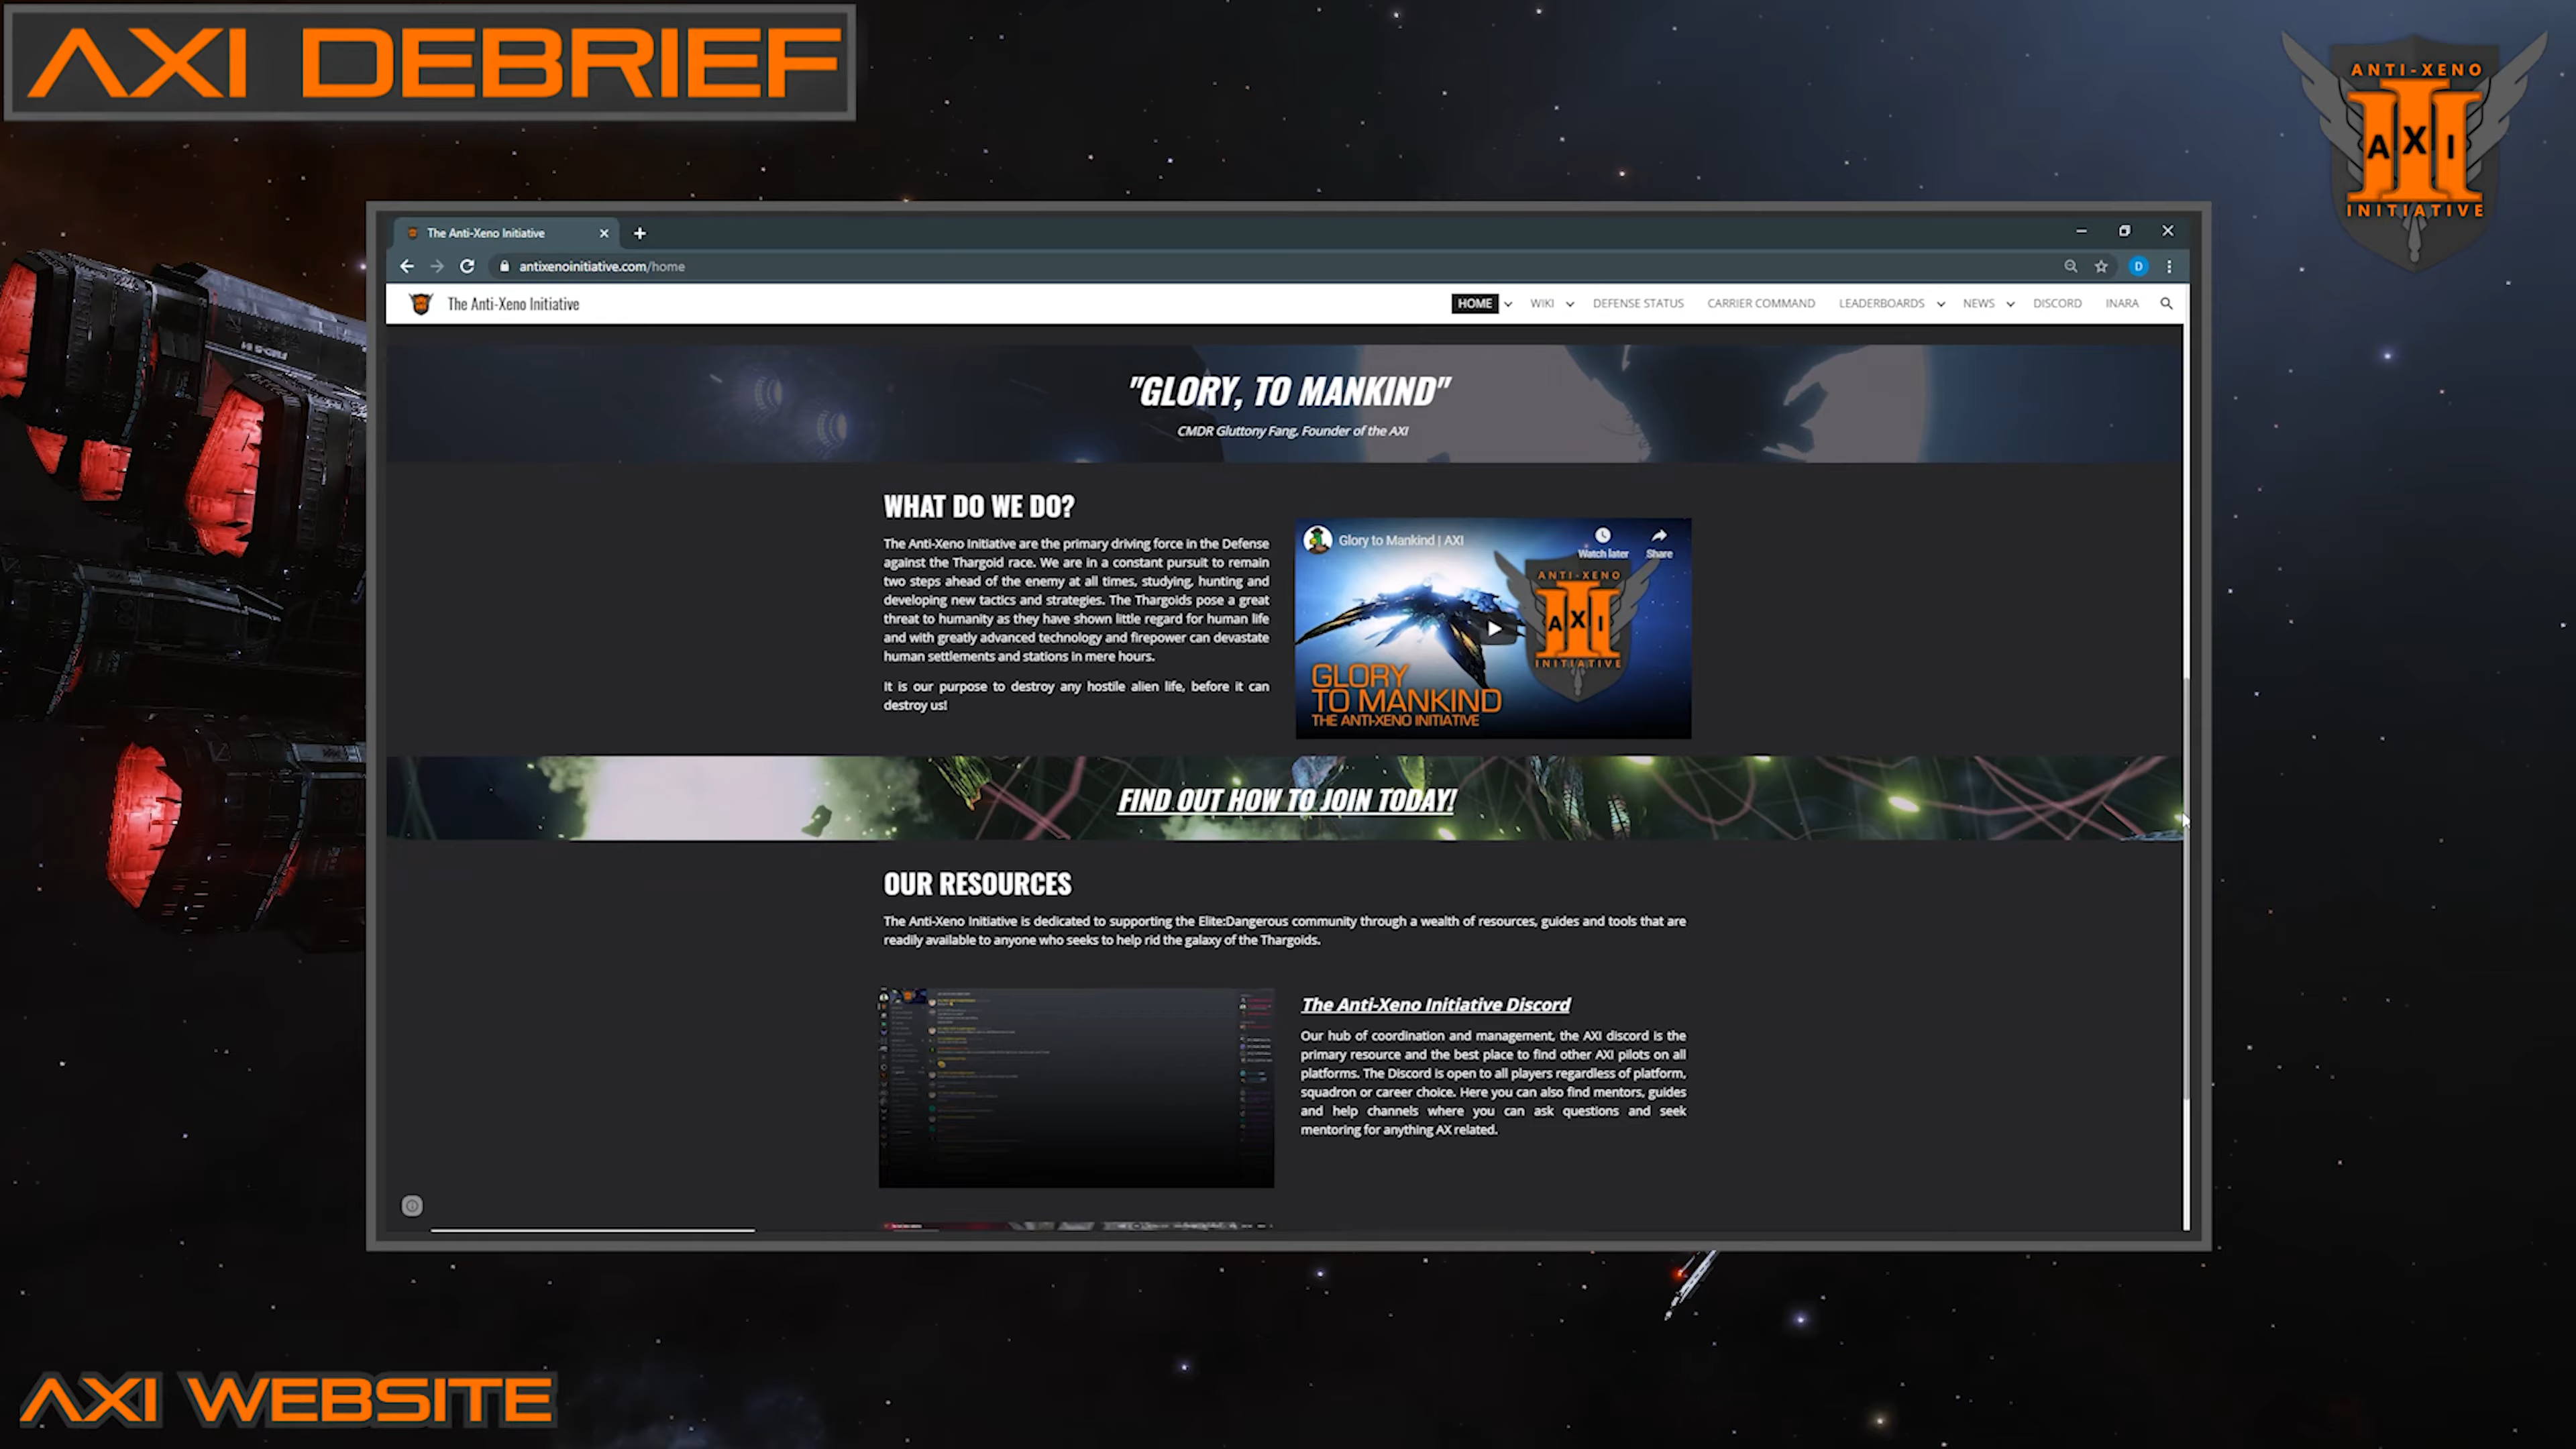 AXI DEBRIEF
ANTI-XENO
AXI
INITIATIVE
The Anti-Xeno Initiative
antixenoinitiative.com/home
D
The Anti-Xeno Initiative
HOME WIKI DEFENSE STATUS CARRIER COMMAND LEADERBOARDS NEWS DISCORD INARA
"GLORY, TO MANKIND"
CMDR Gluttony Fang, Founder of the AXI
WHAT DO WE DO?
The Anti-Xeno Initiative are the primary driving force in the Defense
against the Thargoid race. We are in a constant pursuit to remain
two steps ahead of the enemy at all times, studying, hunting and
developing new tactics and strategies. The Thargoids pose a great
threat to humanity as they have shown little regard for human life
and with greatly advanced technology and firepower can devastate
human settlements and stations in mere hours.
It is our purpose to destroy any hostile alien life, before it can
destroy us!
Glory to Mankind | AXI
Watch later Share
ANTI-XENO
AXI
INITIATIVE
GLORY
TO MANKIND
THE ANTI-XENO INITIATIVE
FIND OUT HOW TO JOIN TODAY!
OUR RESOURCES
The Anti-Xeno Initiative is dedicated to supporting the Elite:Dangerous community through a wealth of resources, guides and tools that are
readily available to anyone who seeks to help rid the galaxy of the Thargoids.
The Anti-Xeno Initiative Discord
Our hub of coordination and management, the AXI discord is the
primary resource and the best place to find other AXI pilots on all
platforms. The Discord is open to all players regardless of platform,
squadron or career choice. Here you can also find mentors, guides
and help channels where you can ask questions and seek
mentoring for anything AX related.
AXI WEBSITE